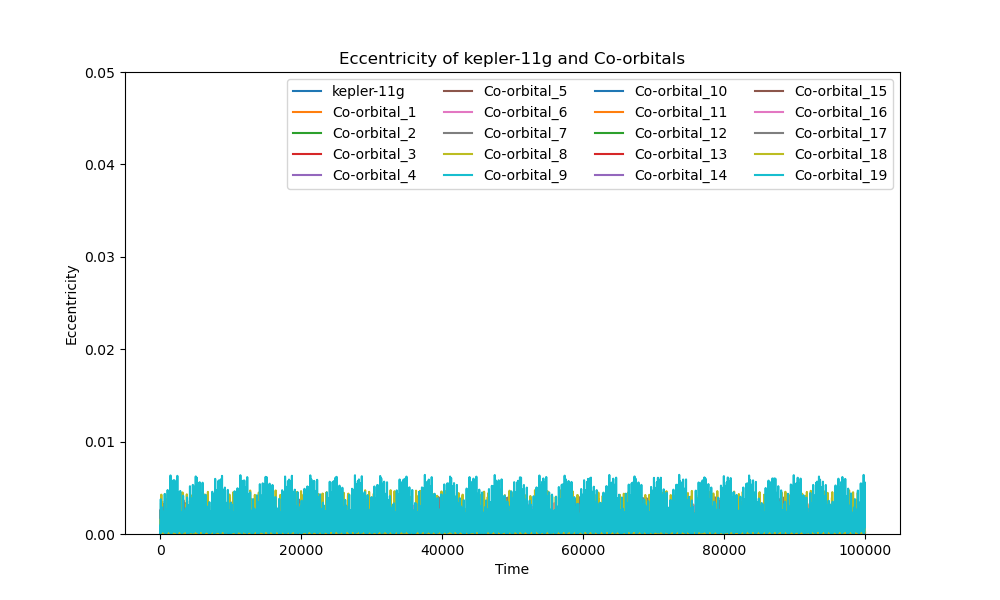 Eccentricity of kepler-11g and Co-orbitals
0.05
0.04
0.03
0.02
0.01
0.00
Eccentricity
kepler-11g
Co-orbital_1
Co-orbital_2
Co-orbital_3
Co-orbital_4
Co-orbital_5
Co-orbital_6
Co-orbital_7
Co-orbital_8
Co-orbital_9
Co-orbital_10
Co-orbital_11
Co-orbital_12
Co-orbital_13
Co-orbital_14
Co-orbital_15
Co-orbital_16
Co-orbital_17
Co-orbital_18
Co-orbital_19
0 20000 40000 60000 80000 100000
Time